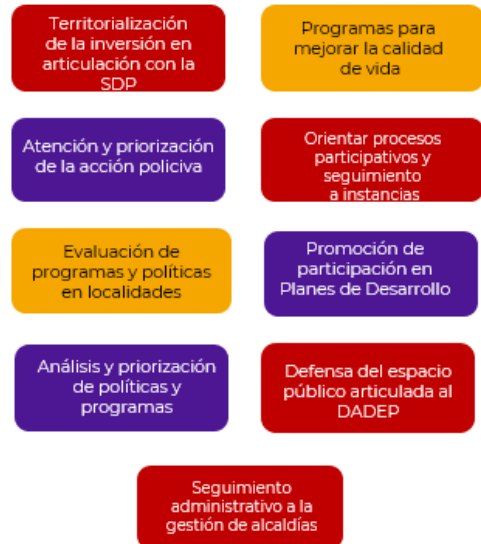 Territorialización
de la inversión en
articulación con la
SDP
Programas para
mejorar la calidad
de vida
Atención y priorización
de la acción policiva
Orientar procesos
participativos y
seguimiento
a instancias
Evaluación de
programas y políticas
en localidades
Promoción de
participación en
Planes de Desarrollo
Análisis y priorización
de políticas y
programas
Defensa del espacio
público articulada al
DADEP
Seguimiento
administrativo a la
gestión de alcaldías